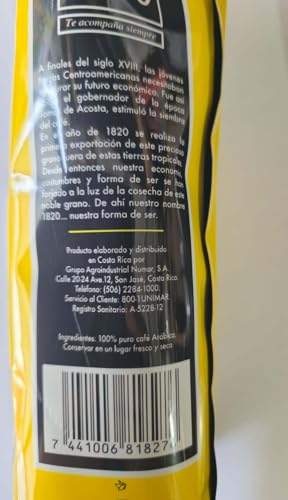 Te acompaña siempre
A finales del siglo XVIII, las jóvenes
tierras Centroamericanas necesitaban
su futuro económico. Fue así
el gobernador de la época
de Acosta, estimuló la siembra
del café.
En el año de 1820 se realiza la
primera exportación de este precioso
grano fuera de estas tierras tropicales.
Desde entonces nuestra economía,
costumbres y forma de ser se han
forjado a la luz de la cosecha de este
noble grano. De ahí nuestro nombre
1820... nuestra forma de ser.
Producto elaborado y distribuido
en Costa Rica por
Grupo Agroindustrial Numar, S.A.
Calle 20-24 Ave.12, San José, Costa Rica.
Teléfono: (506) 2284-1000.
Servicio al Cliente: 800-1UNIMAR.
Registro Sanitario: A-5228-12
Ingredientes: 100% puro café Arábico.
Conservar en un lugar fresco y seco.
7 441006 81827